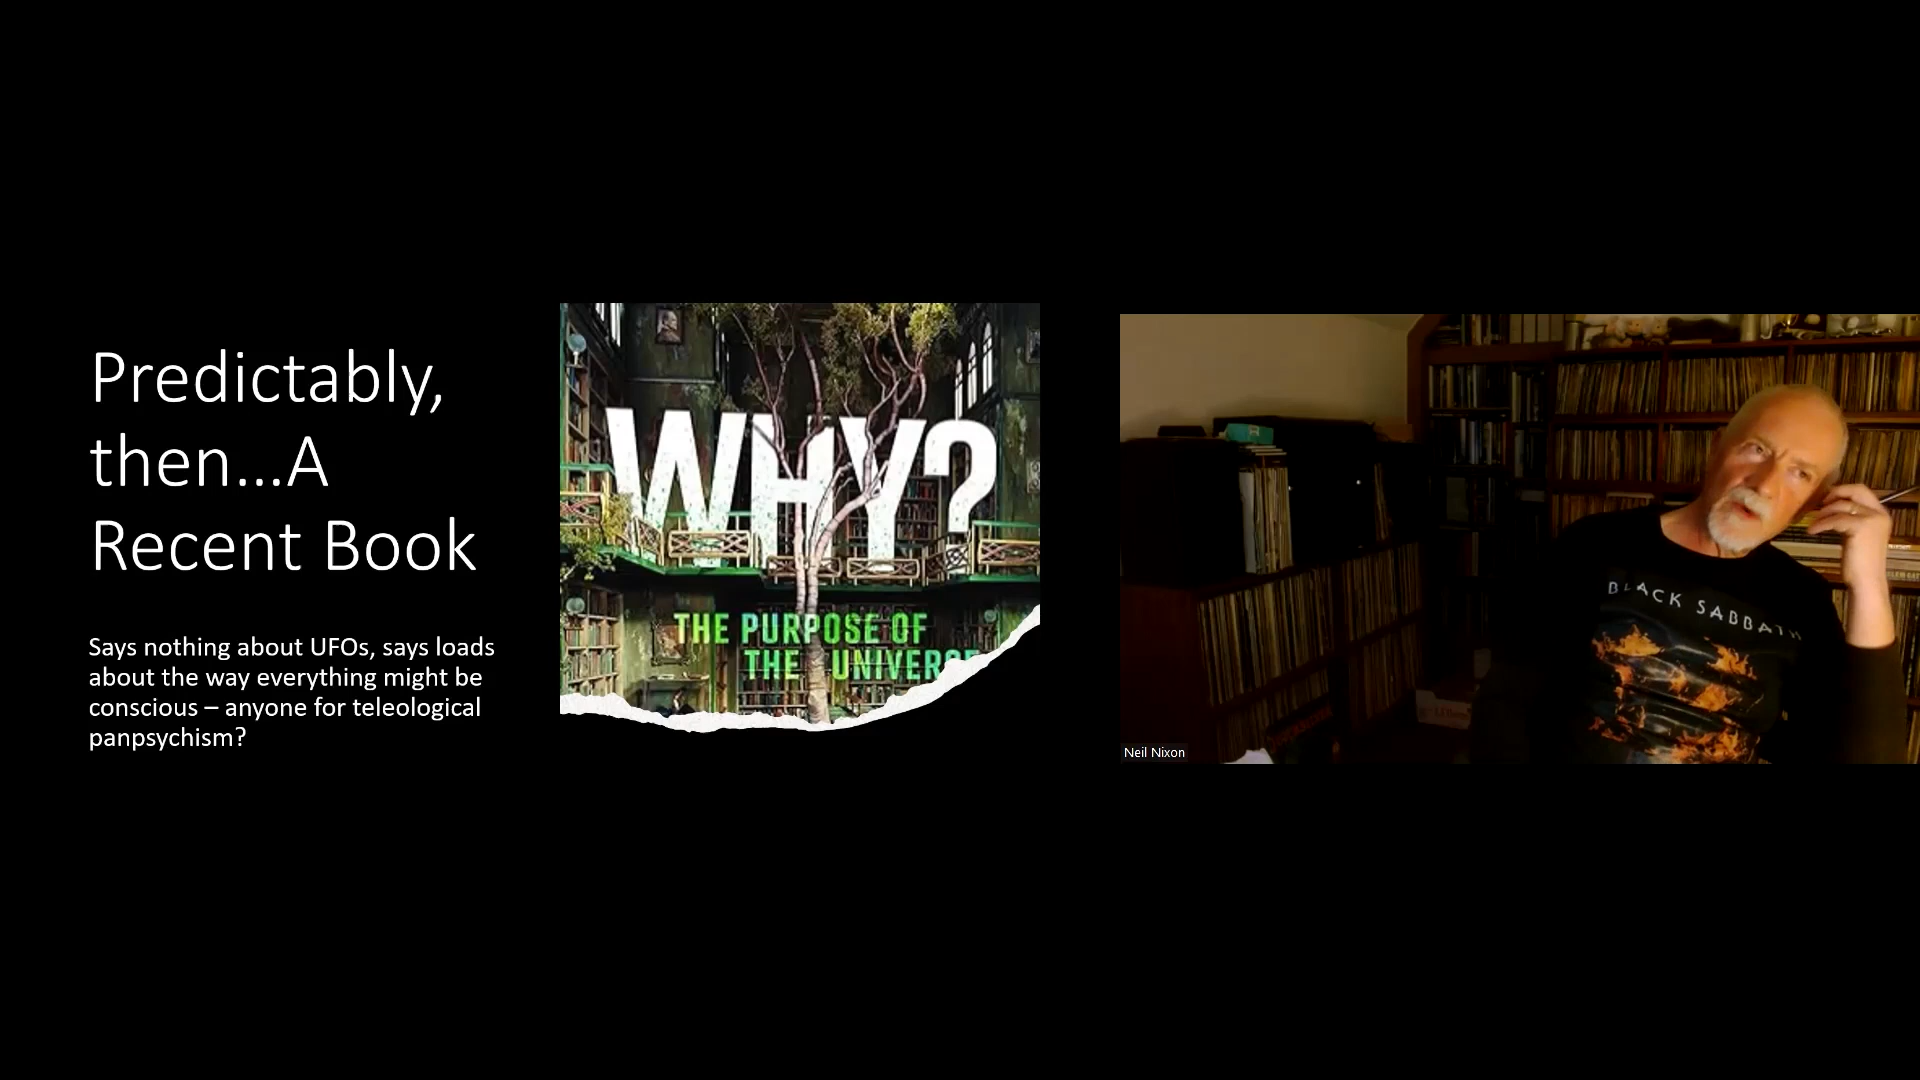 Predictably,
then...A
Recent Book
Says nothing about UFOs, says loads
about the way everything might be
conscious – anyone for teleological
panpsychism?
WHY?
THE PURPOSE OF
THE UNIVERSE
BLACK SABBATH
Neil Nixon